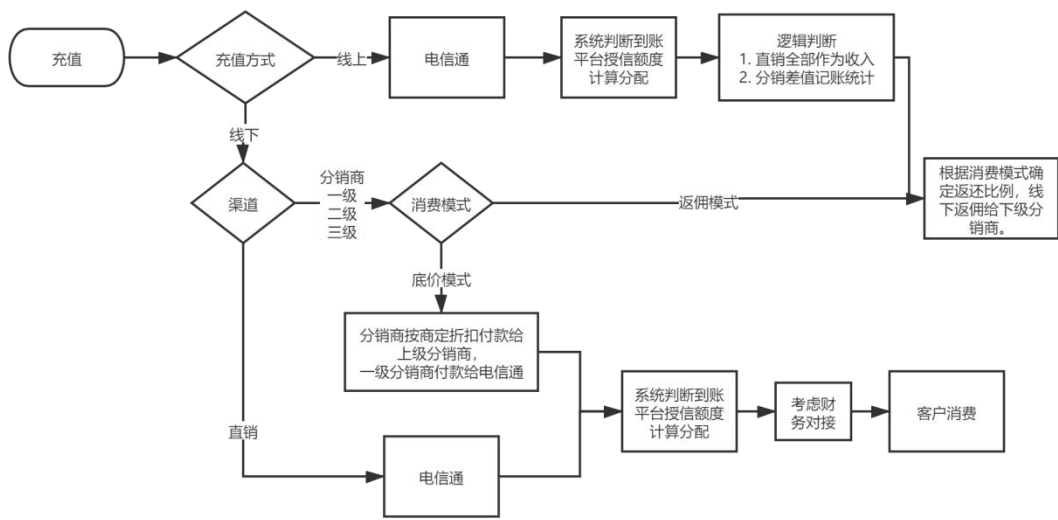 充值
充值方式
线上
电信通
系统判断到账
平台授信额度
计算分配
逻辑判断
1. 直销全部作为收入
2. 分销差值记账统计
线下
渠道
分销商
一级
二级
三级
消费模式
返佣模式
根据消费模式确
定返还比例，线
下返佣给下级分
销商。
底价模式
分销商按商定折扣付款给
上级分销商，
一级分销商付款给电信通
直销
电信通
系统判断到账
平台授信额度
计算分配
考虑财
务对接
客户消费